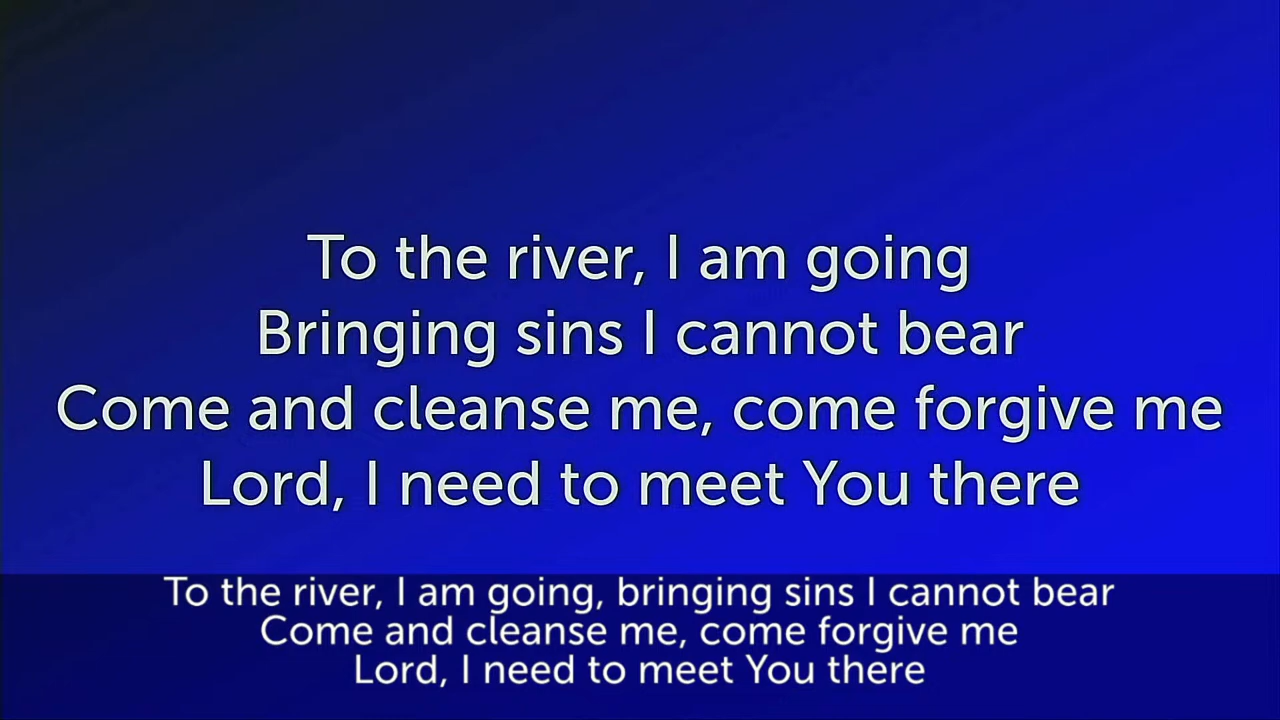 To the river, I am going
Bringing sins I cannot bear
Come and cleanse me, come forgive me
Lord, I need to meet You there
To the river, I am going, bringing sins I cannot bear
Come and cleanse me, come forgive me
Lord, I need to meet You there